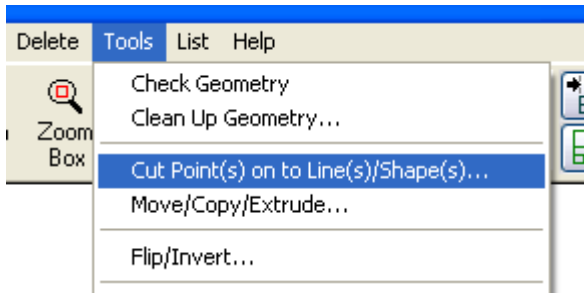 Delete Tools List Help
Zoom
Box
Check Geometry
Clean Up Geometry...
Cut Point(s) on to Line(s)/Shape(s)...
Move/Copy/Extrude...
Flip/Invert...